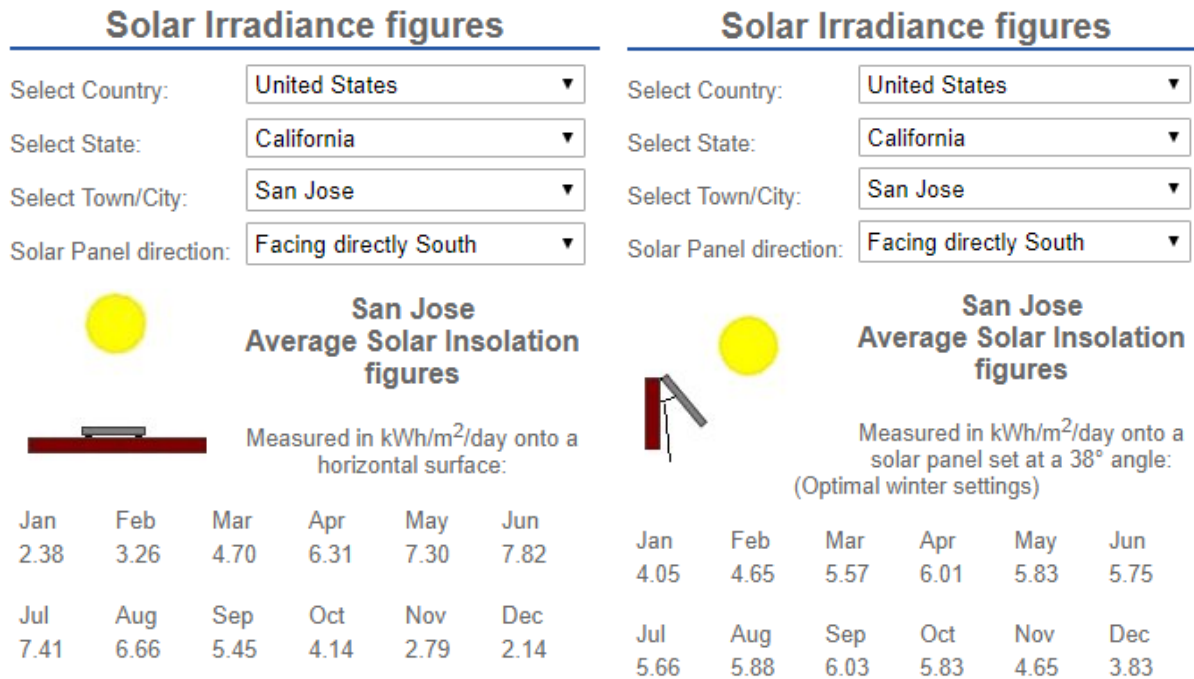 Solar Irradiance figures
Select Country: United States ▼
Select State: California ▼
Select Town/City: San Jose ▼
Solar Panel direction: Facing directly South ▼
San Jose
Average Solar Insolation
figures
Measured in kWh/m²/day onto a
horizontal surface:
Jan Feb Mar Apr May Jun
2.38 3.26 4.70 6.31 7.30 7.82
Jul Aug Sep Oct Nov Dec
7.41 6.66 5.45 4.14 2.79 2.14
Solar Irradiance figures
Select Country: United States ▼
Select State: California ▼
Select Town/City: San Jose ▼
Solar Panel direction: Facing directly South ▼
San Jose
Average Solar Insolation
figures
Measured in kWh/m²/day onto a
solar panel set at a 38° angle:
(Optimal winter settings)
Jan Feb Mar Apr May Jun
4.05 4.65 5.57 6.01 5.83 5.75
Jul Aug Sep Oct Nov Dec
5.66 5.88 6.03 5.83 4.65 3.83